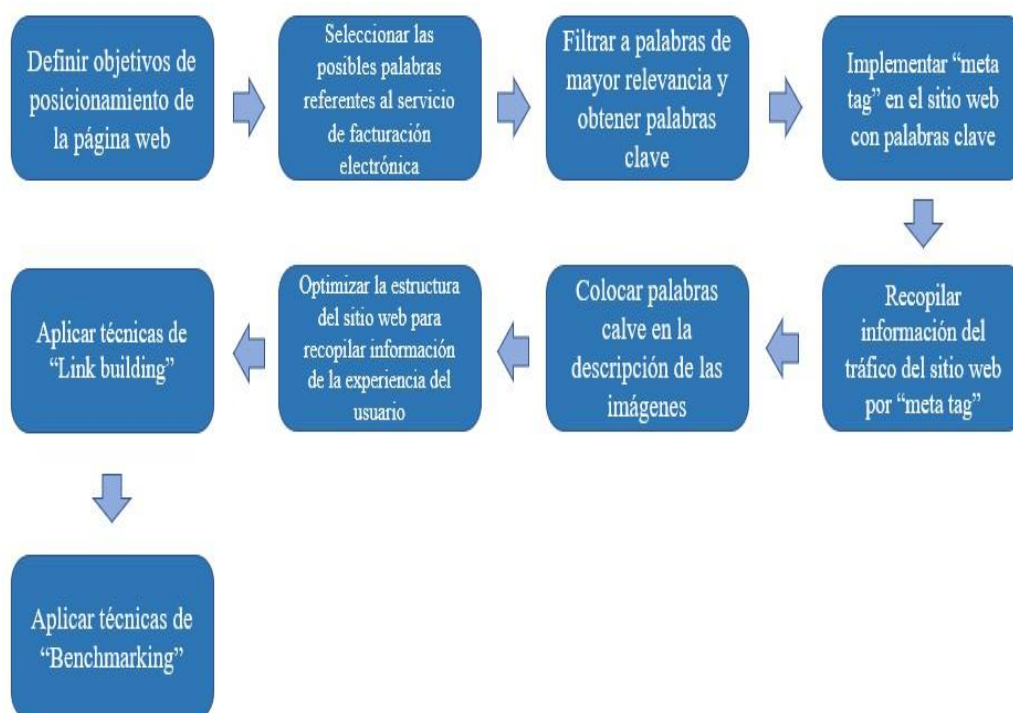 Definir objetivos de
posicionamiento de
la página web
Seleccionar las
posibles palabras
referentes al servicio
de facturación
electrónica
Filtrar a palabras de
mayor relevancia y
obtener palabras
clave
Implementar “meta
tag” en el sitio web
con palabras clave
Recopilar
información del
tráfico del sitio web
por “meta tag”
Colocar palabras
calve en la
descripción de las
imágenes
Optimizar la estructura
del sitio web para
recopilar información
de la experiencia del
usuario
Aplicar técnicas de
“Link building”
Aplicar técnicas de
“Benchmarking”